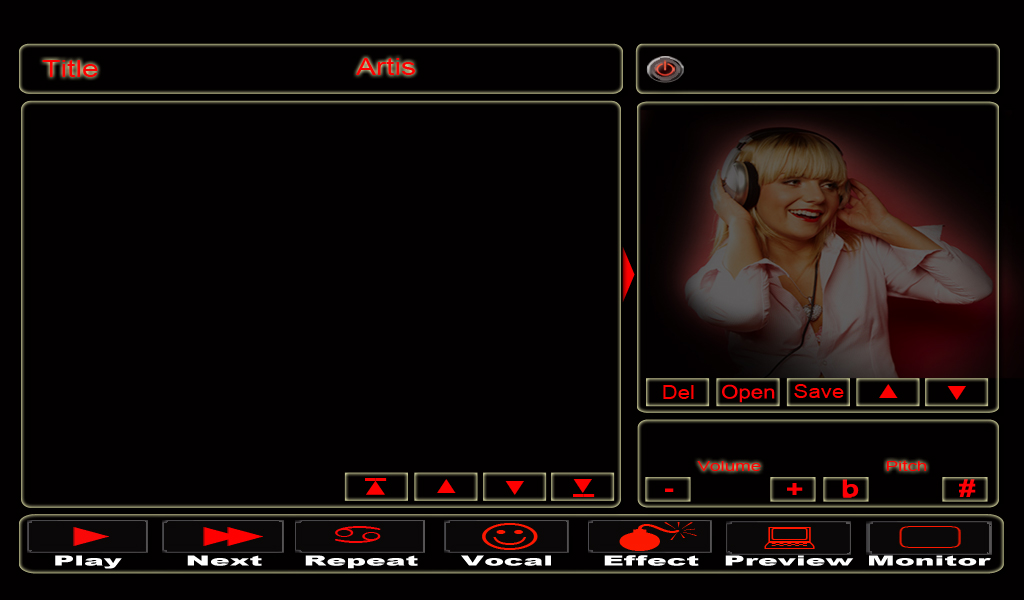 Title Artis
Del Open Save
Volume Pitch
- + b #
Play Next Repeat Vocal Effect Preview Monitor